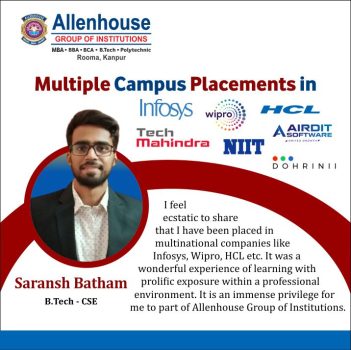 Allenhouse
GROUP OF INSTITUTIONS
MBA • BBA • BCA • B.Tech • Polytechnic
Rooma, Kanpur
Multiple Campus Placements in
Infosys
wipro
HCL
Tech
Mahindra
NIIT
AIRDIT
SOFTWARE
DOHRINII
I feel
ecstatic to share
that I have been placed in
multinational companies like
Infosys, Wipro, HCL etc. It was a
wonderful experience of learning with
prolific exposure within a professional
environment. It is an immense privilege for
me to part of Allenhouse Group of Institutions.
Saransh Batham
B.Tech - CSE